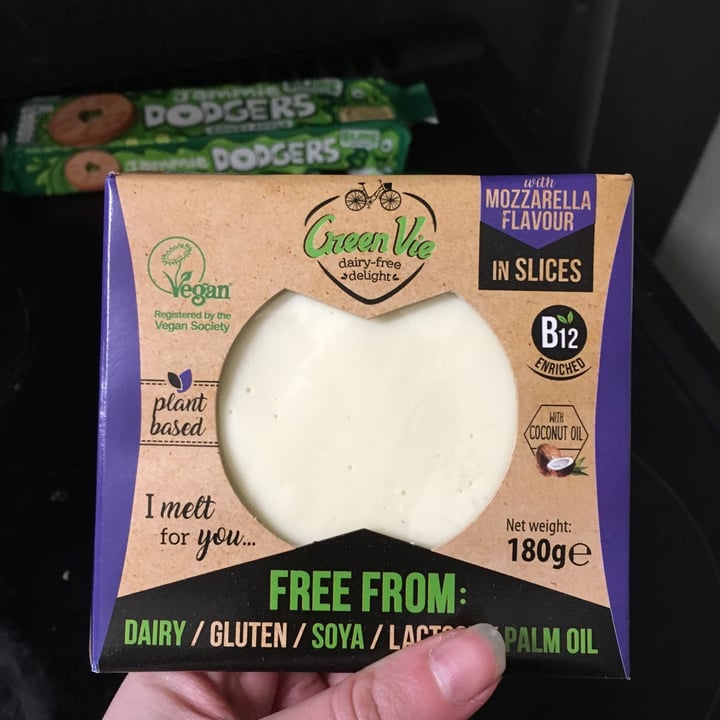 Jammie
DODGERS
Jammie DODGERS
with
MOZZARELLA
FLAVOUR
IN SLICES
Green Vie
dairy-free
delight
Vegan
Registered by the
Vegan Society
B12
ENRICHED
plant
based
WITH
COCONUT OIL
I melt
for you...
Net weight:
180g℮
FREE FROM:
DAIRY / GLUTEN / SOYA / PALM OIL